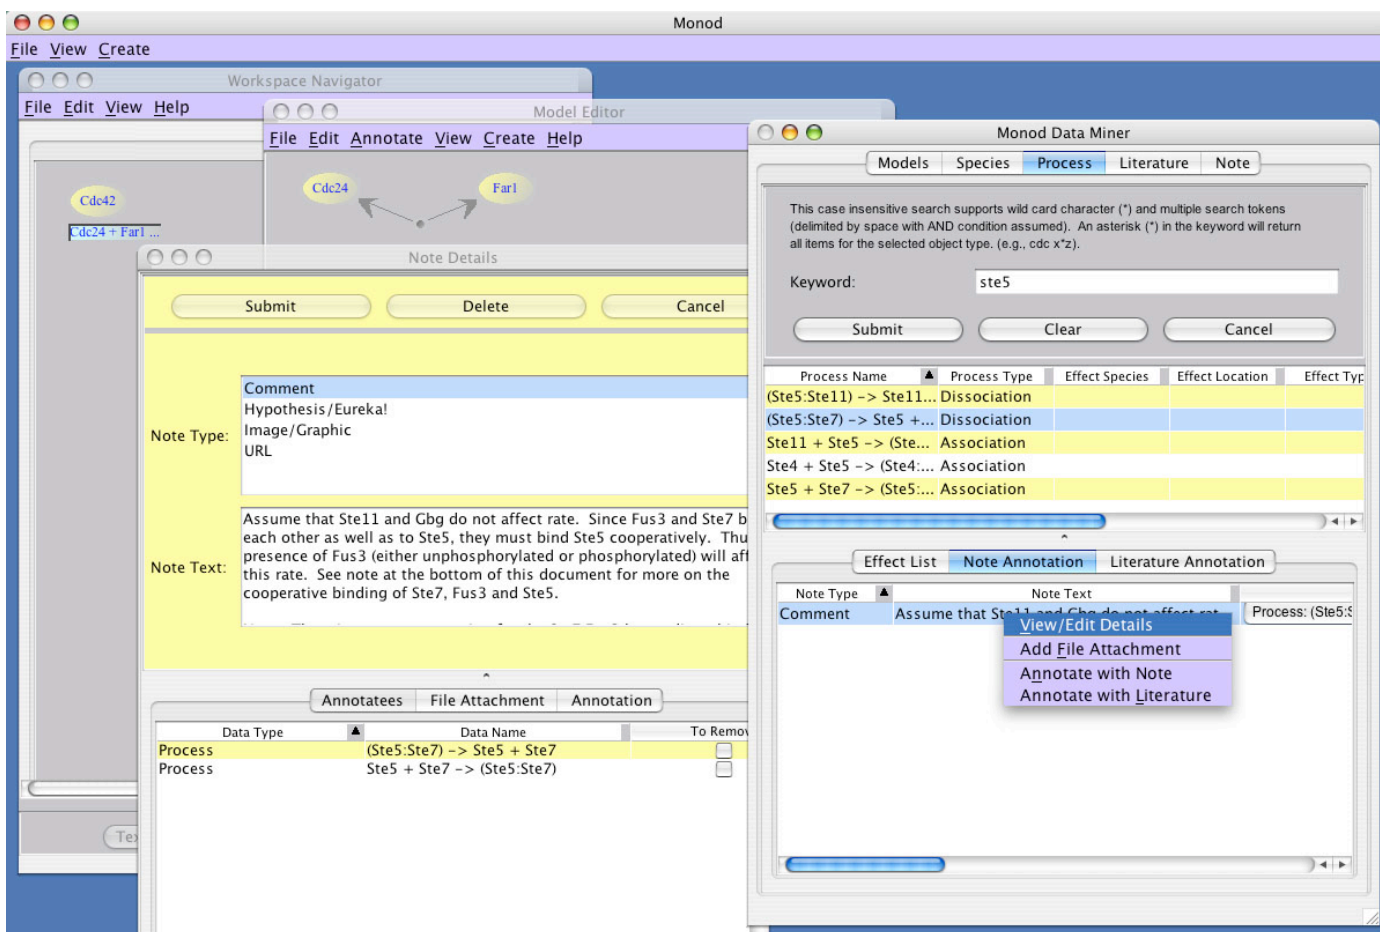 Monod
File View Create
Workspace Navigator
File Edit View Help
Cdc42
Cdc24 + Far1 ...
Model Editor
File Edit Annotate View Create Help
Cdc24
Far1
Note Details
Submit Delete Cancel
Note Type:
Comment
Hypothesis/Eureka!
Image/Graphic
URL
Note Text:
Assume that Ste11 and Gbg do not affect rate. Since Fus3 and Ste7 b
each other as well as to Ste5, they must bind Ste5 cooperatively. Thu
presence of Fus3 (either unphosphorylated or phosphorylated) will aff
this rate. See note at the bottom of this document for more on the
cooperative binding of Ste7, Fus3 and Ste5.
Annotatees File Attachment Annotation
Data Type Data Name To Remov
Process (Ste5:Ste7) -> Ste5 + Ste7
Process Ste5 + Ste7 -> (Ste5:Ste7)
Monod Data Miner
Models Species Process Literature Note
This case insensitive search supports wild card character (*) and multiple search tokens
(delimited by space with AND condition assumed). An asterisk (*) in the keyword will return
all items for the selected object type. (e.g., cdc x*z).
Keyword: ste5
Submit Clear Cancel
Process Name Process Type Effect Species Effect Location Effect Typ
(Ste5:Ste11) -> Ste11... Dissociation
(Ste5:Ste7) -> Ste5 +... Dissociation
Ste11 + Ste5 -> (Ste... Association
Ste4 + Ste5 -> (Ste4:... Association
Ste5 + Ste7 -> (Ste5:... Association
Effect List Note Annotation Literature Annotation
Note Type Note Text
Comment Assume that Ste11 and Gbg do not affect rat Process: (Ste5:S
View/Edit Details
Add File Attachment
Annotate with Note
Annotate with Literature